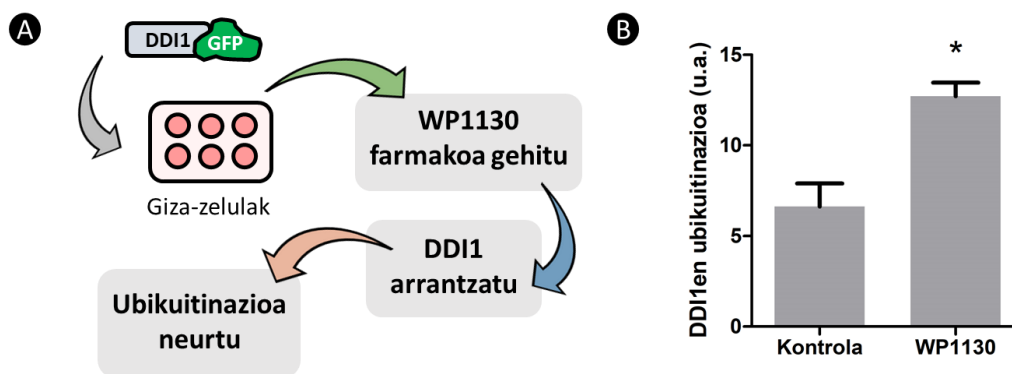 A
DDI1
GFP
Giza-zelulak
WP1130
farmakoa gehitu
DDI1
arrantzatu
Ubikuitinazioa
neurtu
B
DDI1en ubikuitinazioa (u.a.)
15
10
5
0
*
Kontrola
WP1130